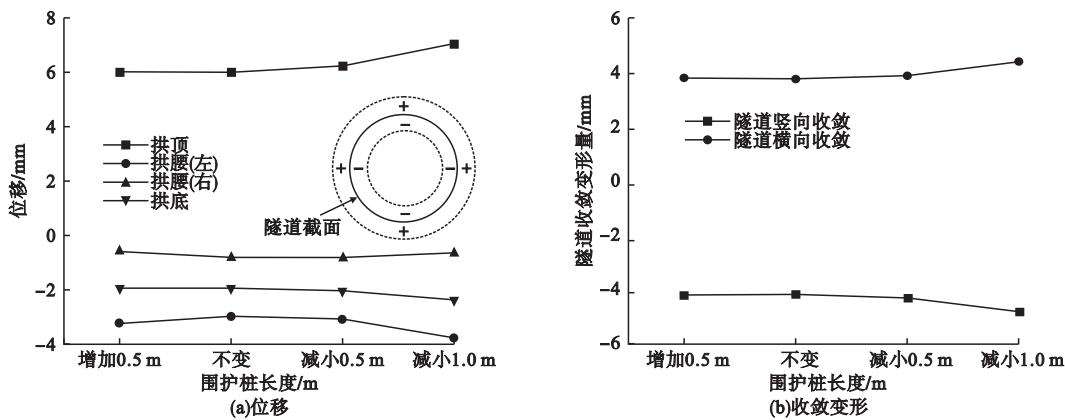 8
6
4
2
0
−2
−4
位移/mm
拱顶
拱腰(左)
拱腰(右)
拱底
+
−
+ − − +
−
+
隧道截面
增加0.5 m 不变 减小0.5 m 减小1.0 m
围护桩长度/m
(a)位移
6
4
2
0
−2
−4
−6
隧道收敛变形量/mm
隧道竖向收敛
隧道横向收敛
增加0.5 m 不变 减小0.5 m 减小1.0 m
围护桩长度/m
(b)收敛变形